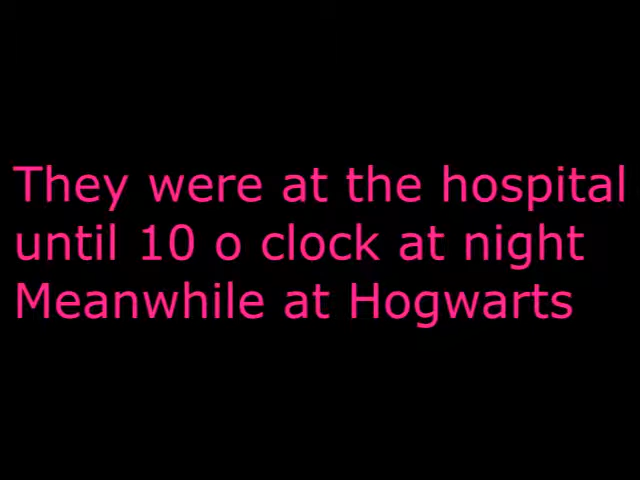 They were at the hospital
until 10 o clock at night
Meanwhile at Hogwarts